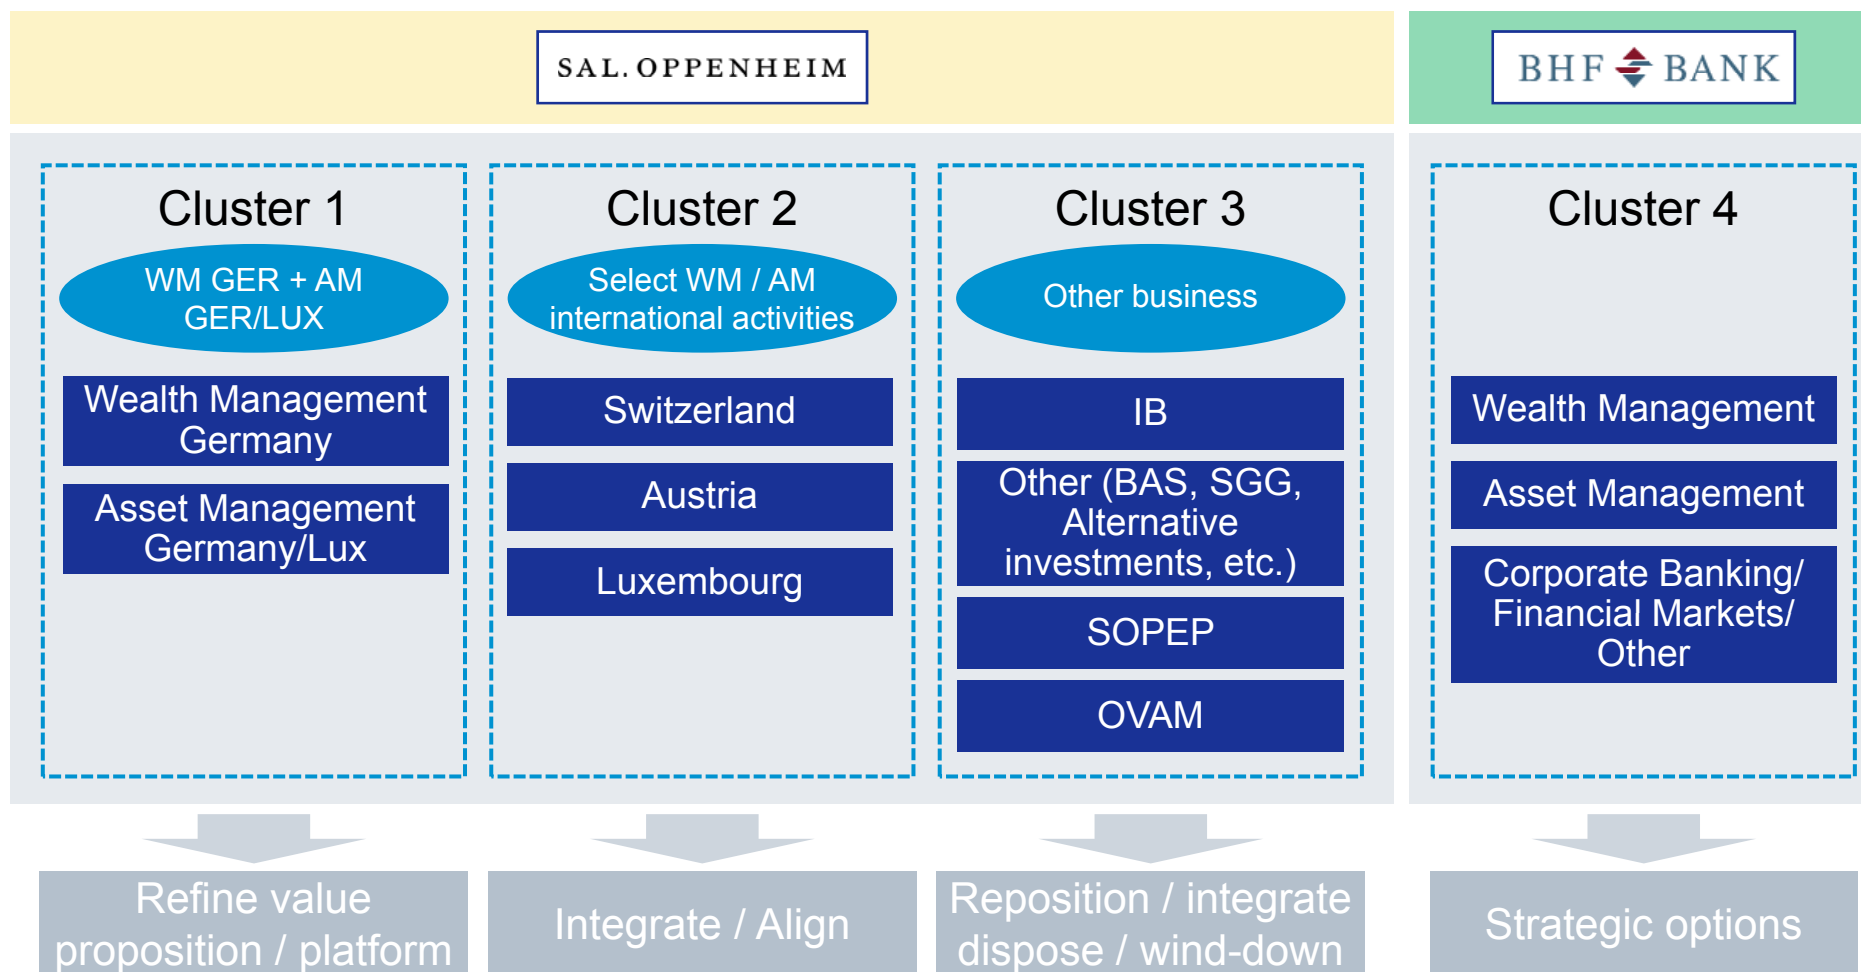 SAL. OPPENHEIM
BHF BANK
Cluster 1
WM GER + AM
GER/LUX
Wealth Management
Germany
Asset Management
Germany/Lux
Refine value
proposition / platform
Cluster 2
Select WM / AM
international activities
Switzerland
Austria
Luxembourg
Integrate / Align
Cluster 3
Other business
IB
Other (BAS, SGG,
Alternative
investments, etc.)
SOPEP
OVAM
Reposition / integrate
dispose / wind-down
Cluster 4
Wealth Management
Asset Management
Corporate Banking/
Financial Markets/
Other
Strategic options